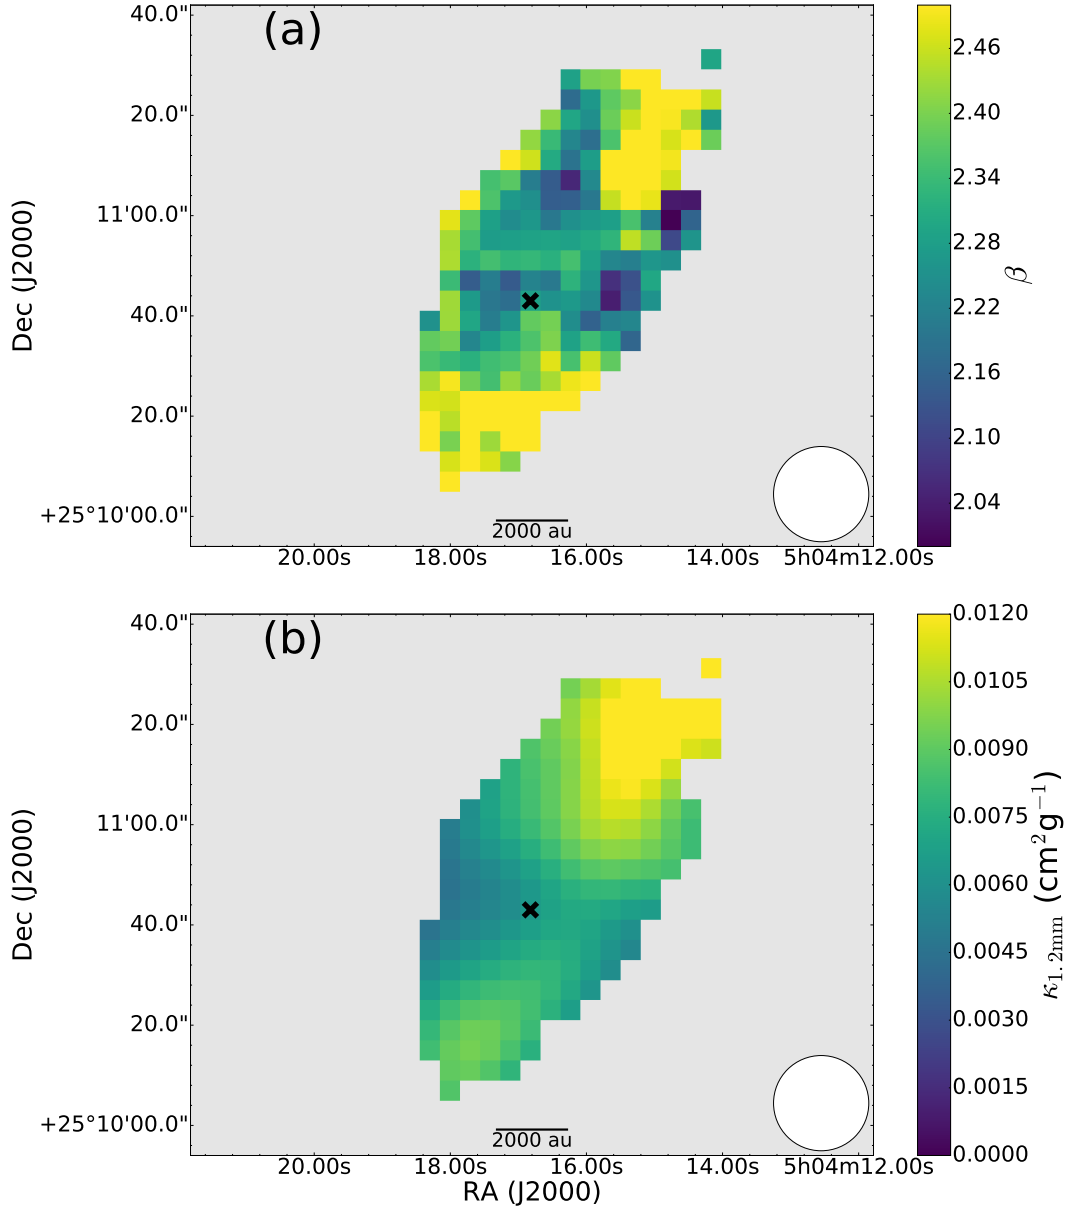 (a)
40.0"
20.0"
11'00.0"
40.0"
20.0"
+25°10'00.0"
Dec (J2000)
20.00s
18.00s
16.00s
14.00s
5h04m12.00s
2000 au
2.46
2.40
2.34
2.28
2.22
2.16
2.10
2.04
β
(b)
40.0"
20.0"
11'00.0"
40.0"
20.0"
+25°10'00.0"
Dec (J2000)
20.00s
18.00s
16.00s
14.00s
5h04m12.00s
RA (J2000)
2000 au
0.0120
0.0105
0.0090
0.0075
0.0060
0.0045
0.0030
0.0015
0.0000
κ1.2mm (cm²g⁻¹)